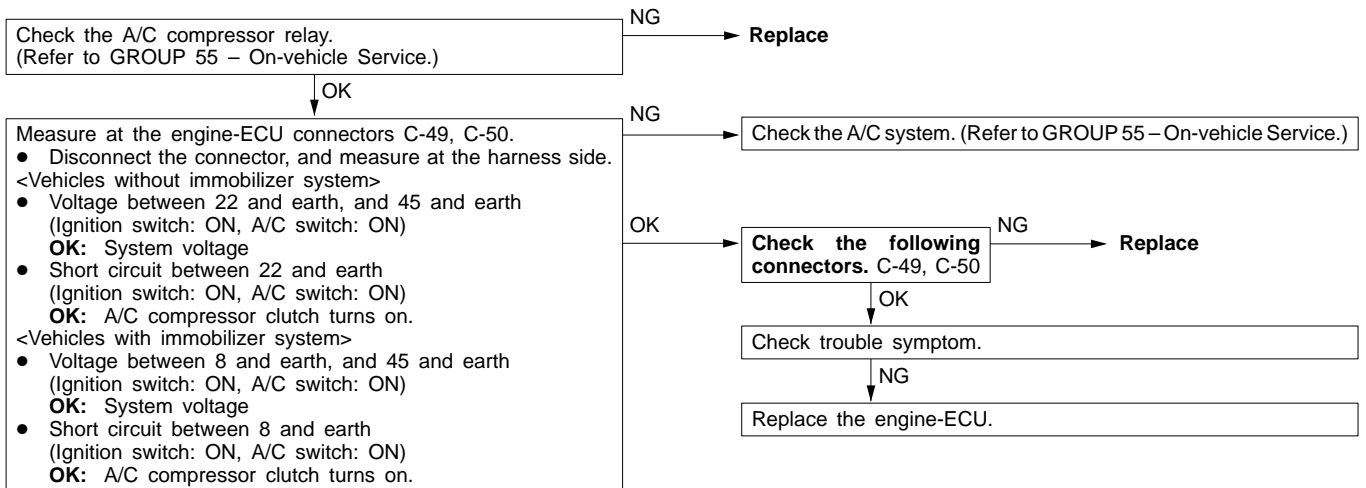 Check the A/C compressor relay.
(Refer to GROUP 55 – On-vehicle Service.)
NG
Replace
OK
Measure at the engine-ECU connectors C-49, C-50.
● Disconnect the connector, and measure at the harness side.
<Vehicles without immobilizer system>
● Voltage between 22 and earth, and 45 and earth
(Ignition switch: ON, A/C switch: ON)
OK: System voltage
● Short circuit between 22 and earth
(Ignition switch: ON, A/C switch: ON)
OK: A/C compressor clutch turns on.
<Vehicles with immobilizer system>
● Voltage between 8 and earth, and 45 and earth
(Ignition switch: ON, A/C switch: ON)
OK: System voltage
● Short circuit between 8 and earth
(Ignition switch: ON, A/C switch: ON)
OK: A/C compressor clutch turns on.
NG
Check the A/C system. (Refer to GROUP 55 – On-vehicle Service.)
OK
Check the following
connectors. C-49, C-50
NG
Replace
OK
Check trouble symptom.
NG
Replace the engine-ECU.